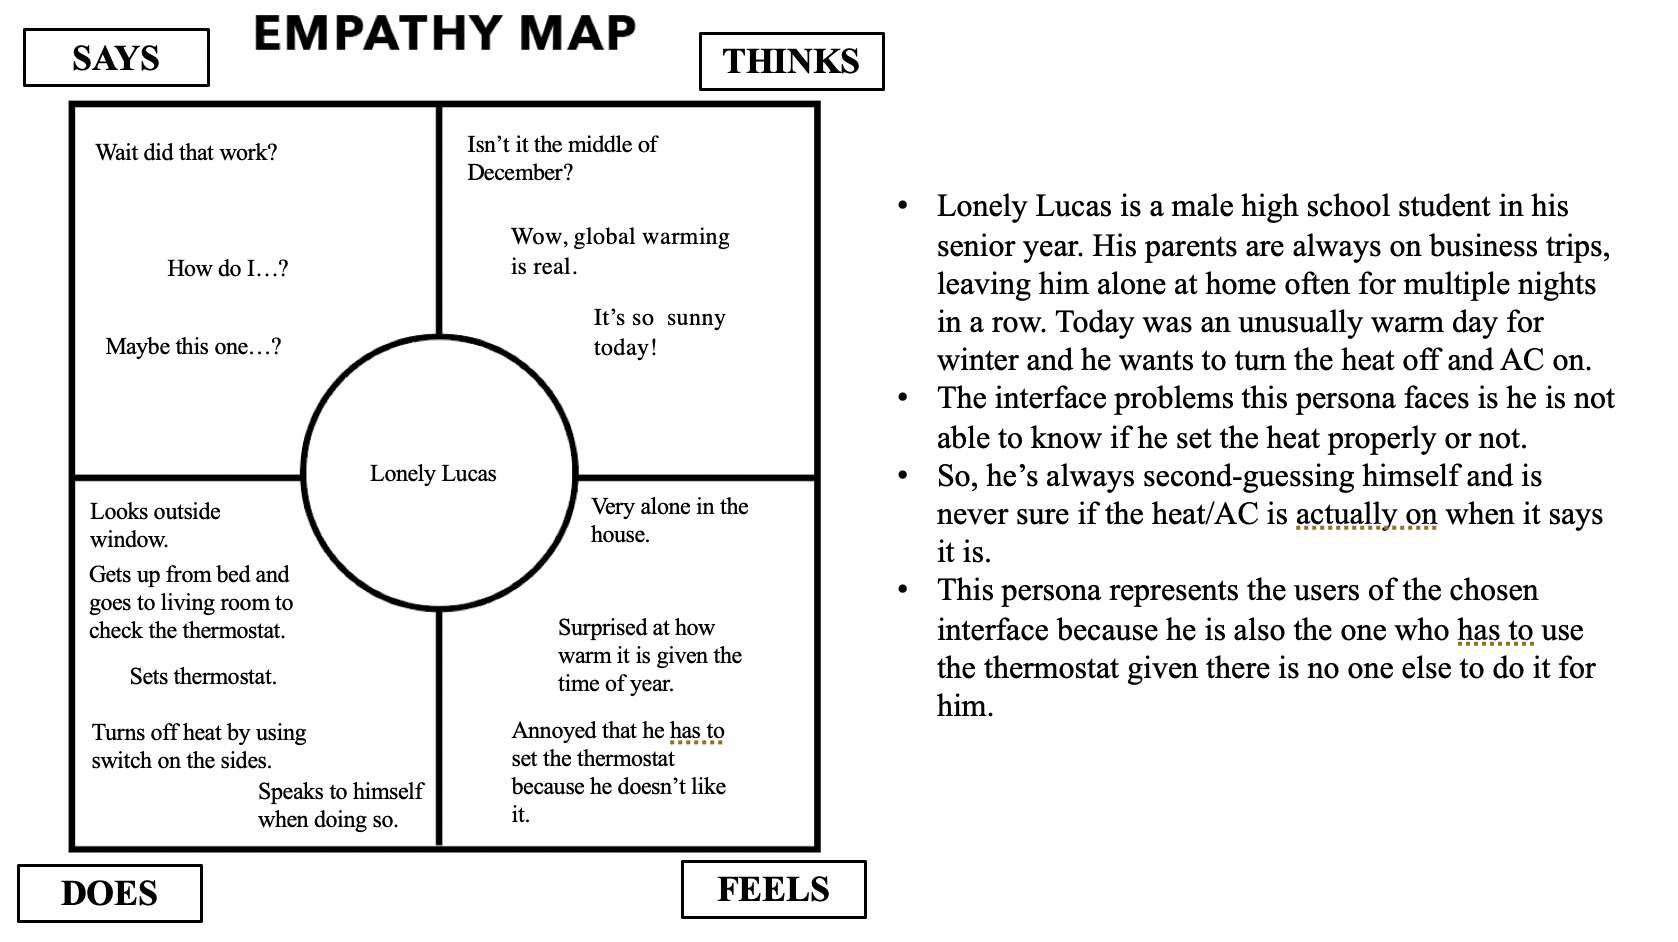 EMPATHY MAP
SAYS
THINKS
Wait did that work?
How do I…?
Maybe this one…?
Isn’t it the middle of
December?
Wow, global warming
is real.
It’s so sunny
today!
Lonely Lucas
Looks outside
window.
Gets up from bed and
goes to living room to
check the thermostat.
Sets thermostat.
Turns off heat by using
switch on the sides.
Speaks to himself
when doing so.
Very alone in the
house.
Surprised at how
warm it is given the
time of year.
Annoyed that he has to
set the thermostat
because he doesn’t like
it.
DOES
FEELS
• Lonely Lucas is a male high school student in his
senior year. His parents are always on business trips,
leaving him alone at home often for multiple nights
in a row. Today was an unusually warm day for
winter and he wants to turn the heat off and AC on.
• The interface problems this persona faces is he is not
able to know if he set the heat properly or not.
• So, he’s always second-guessing himself and is
never sure if the heat/AC is actually on when it says
it is.
• This persona represents the users of the chosen
interface because he is also the one who has to use
the thermostat given there is no one else to do it for
him.